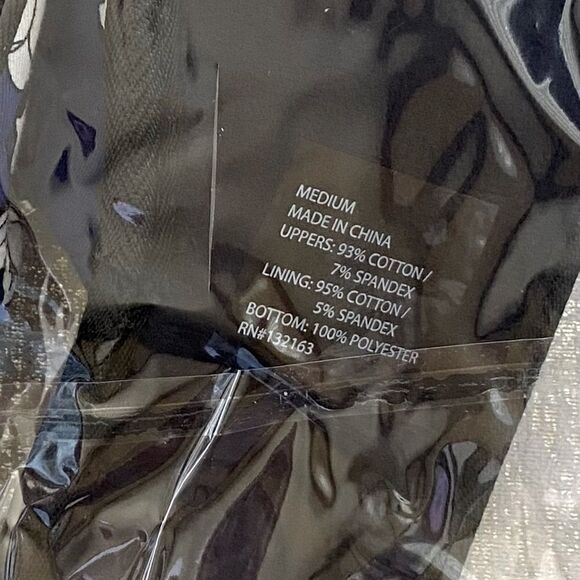 MEDIUM
MADE IN CHINA
UPPERS: 93% COTTON /
7% SPANDEX
LINING: 95% COTTON /
5% SPANDEX
BOTTOM: 100% POLYESTER
RN#132163